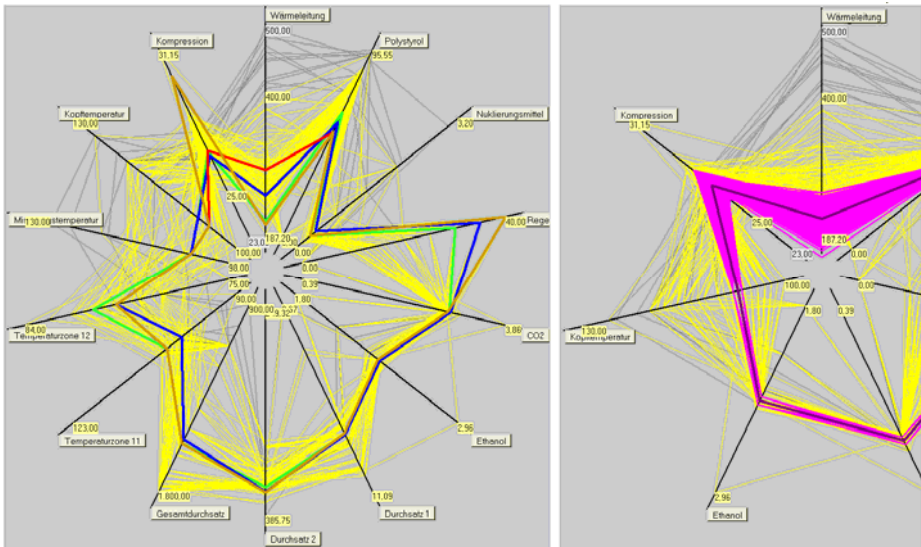 Wärmeleitung
500,00
Kompression
Polystyrol
31,15
95,55
400,00
Kopftemperatur
130,00
Nuklierungsmittel
3,20
25,00
130,00
40,00
Rege
187,20
23,0
0,00
100,00
90,00
0,00
75,00
0,39
90,00
1,80
900,00
84,00
Temperaturzone 12
3,86
CO2
123,00
Temperaturzone 11
2,96
Ethanol
1.800,00
Gesamtdurchsatz
11,09
Durchsatz 1
385,75
Durchsatz 2
Wärmeleitung
500,00
Kompression
31,15
400,00
25,00
187,20
23,00
0,00
100,00
0,00
1,80
0,39
130,00
Kopftemperatur
2,96
Ethanol